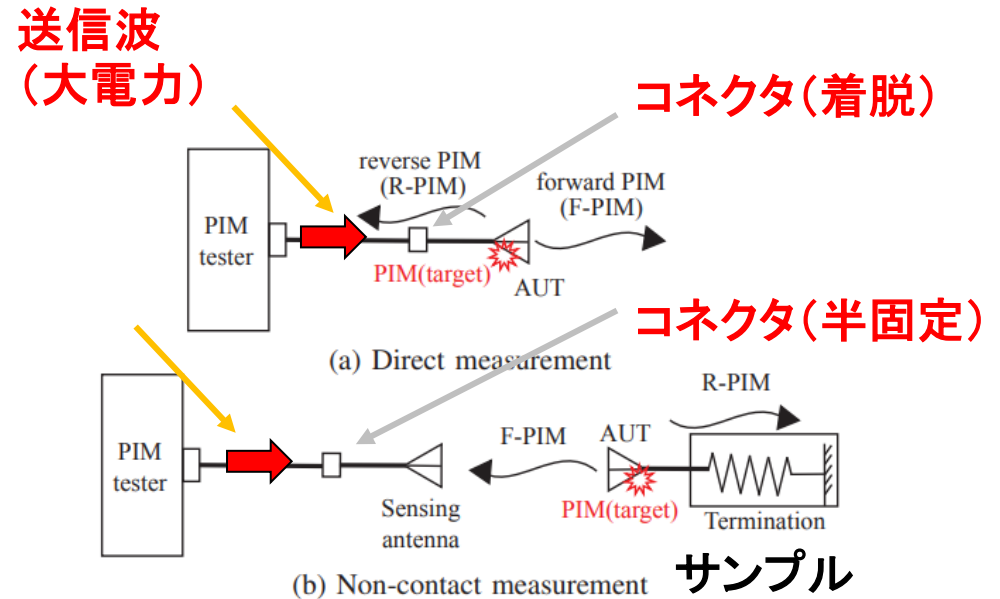 送信波
（大電力）
コネクタ（着脱）
reverse PIM
(R-PIM)
forward PIM
(F-PIM)
PIM
tester
PIM(target)
AUT
(a) Direct measurement
コネクタ（半固定）
R-PIM
PIM
tester
F-PIM
AUT
Sensing
antenna
PIM(target)
Termination
サンプル
(b) Non-contact measurement